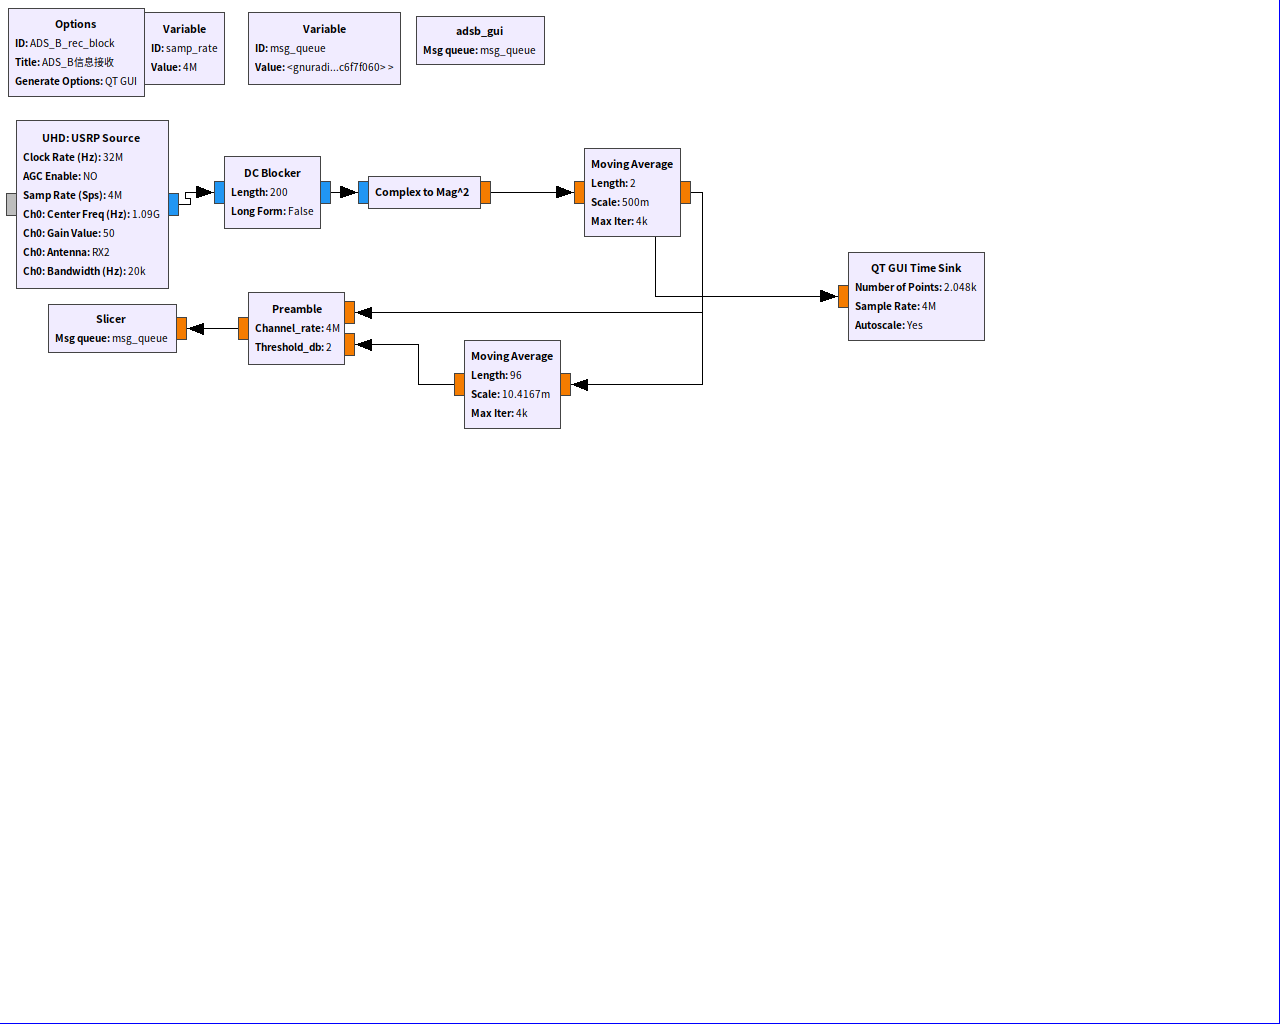 Options
ID: ADS_B_rec_block
Title: ADS_B信息接收
Generate Options: QT GUI
Variable
ID: samp_rate
Value: 4M
Variable
ID: msg_queue
Value: <gnuradi...c6f7f060> >
adsb_gui
Msg queue: msg_queue
UHD: USRP Source
Clock Rate (Hz): 32M
AGC Enable: NO
Samp Rate (Sps): 4M
Ch0: Center Freq (Hz): 1.09G
Ch0: Gain Value: 50
Ch0: Antenna: RX2
Ch0: Bandwidth (Hz): 20k
DC Blocker
Length: 200
Long Form: False
Complex to Mag^2
Moving Average
Length: 2
Scale: 500m
Max Iter: 4k
QT GUI Time Sink
Number of Points: 2.048k
Sample Rate: 4M
Autoscale: Yes
Slicer
Msg queue: msg_queue
Preamble
Channel_rate: 4M
Threshold_db: 2
Moving Average
Length: 96
Scale: 10.4167m
Max Iter: 4k